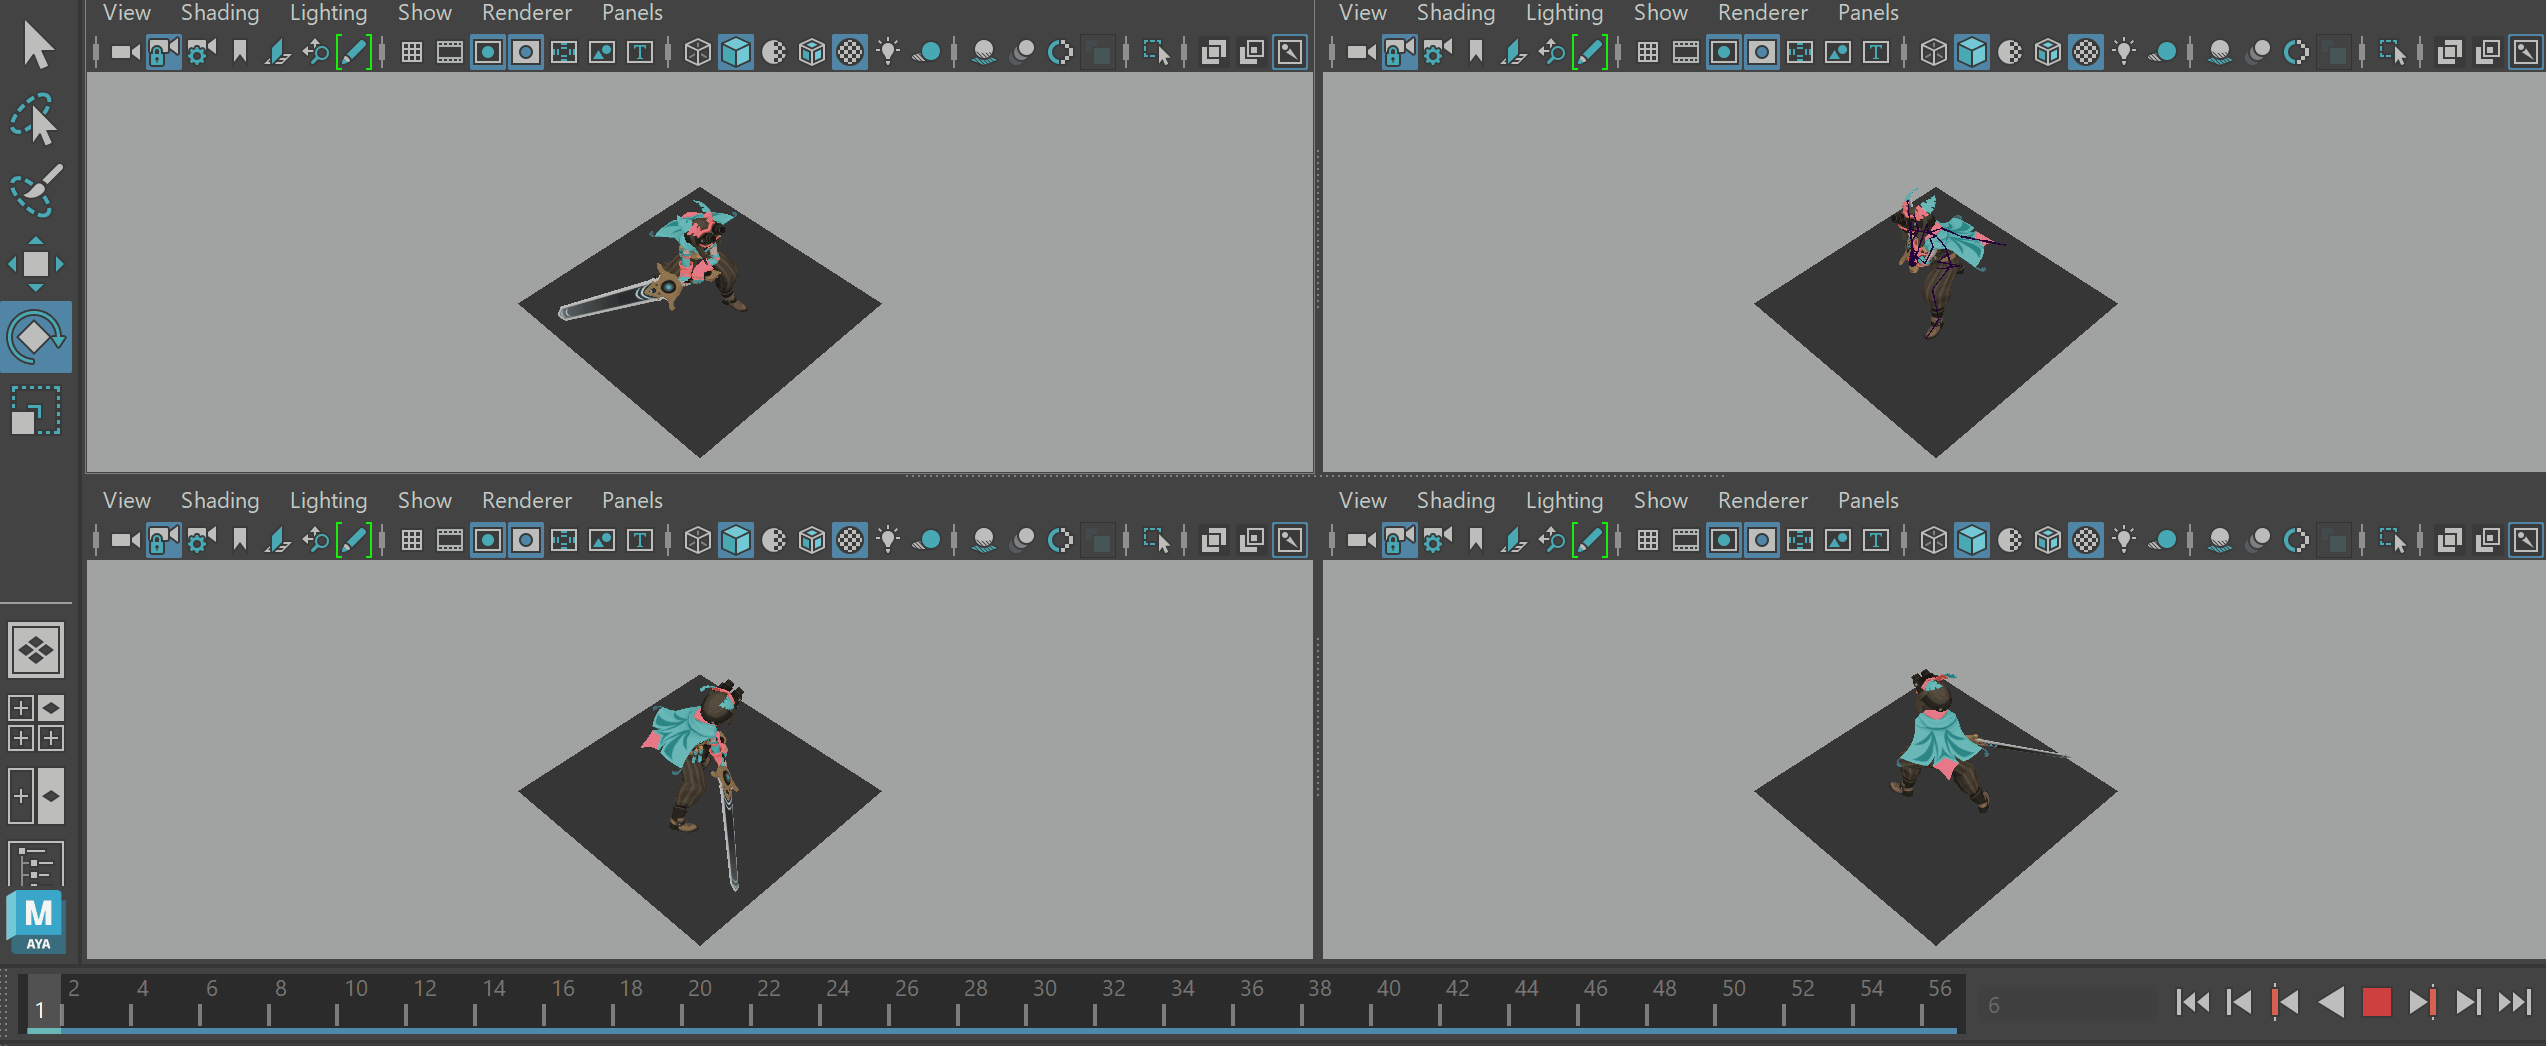 View Shading Lighting Show Renderer Panels
View Shading Lighting Show Renderer Panels
T
T
View Shading Lighting Show Renderer Panels
View Shading Lighting Show Renderer Panels
T
T
M
AYA
1 2 4 6 8 10 12 14 16 18 20 22 24 26 28 30 32 34 36 38 40 42 44 46 48 50 52 54 56
6